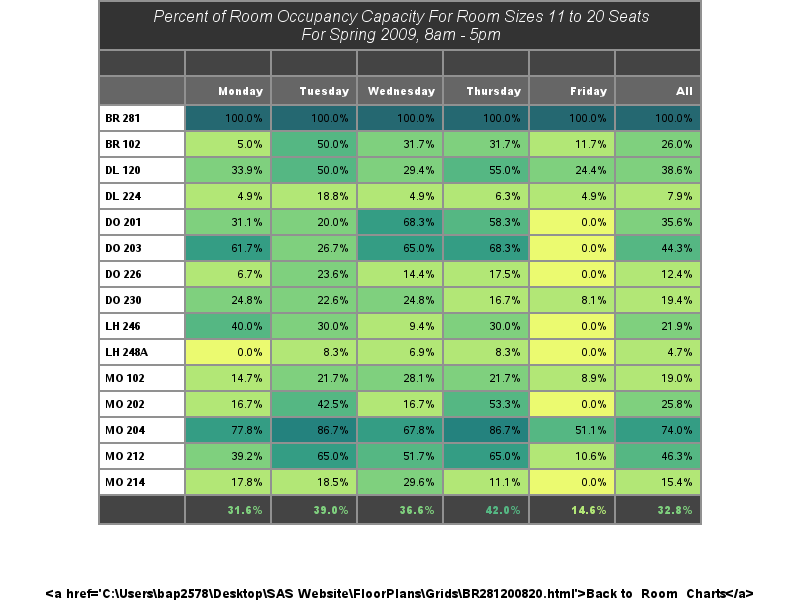 Percent of Room Occupancy Capacity For Room Sizes 11 to 20 Seats
For Spring 2009, 8am - 5pm
Monday Tuesday Wednesday Thursday Friday All
BR 281 100.0% 100.0% 100.0% 100.0% 100.0% 100.0%
BR 102 5.0% 50.0% 31.7% 31.7% 11.7% 26.0%
DL 120 33.9% 50.0% 29.4% 55.0% 24.4% 38.6%
DL 224 4.9% 18.8% 4.9% 6.3% 4.9% 7.9%
DO 201 31.1% 20.0% 68.3% 58.3% 0.0% 35.6%
DO 203 61.7% 26.7% 65.0% 68.3% 0.0% 44.3%
DO 226 6.7% 23.6% 14.4% 17.5% 0.0% 12.4%
DO 230 24.8% 22.6% 24.8% 16.7% 8.1% 19.4%
LH 246 40.0% 30.0% 9.4% 30.0% 0.0% 21.9%
LH 248A 0.0% 8.3% 6.9% 8.3% 0.0% 4.7%
MO 102 14.7% 21.7% 28.1% 21.7% 8.9% 19.0%
MO 202 16.7% 42.5% 16.7% 53.3% 0.0% 25.8%
MO 204 77.8% 86.7% 67.8% 86.7% 51.1% 74.0%
MO 212 39.2% 65.0% 51.7% 65.0% 10.6% 46.3%
MO 214 17.8% 18.5% 29.6% 11.1% 0.0% 15.4%
31.6% 39.0% 36.6% 42.0% 14.6% 32.8%
<a href='C:\Users\bap2578\Desktop\SAS Website\FloorPlans\Grids\BR281200820.html'>Back to Room Charts</a>